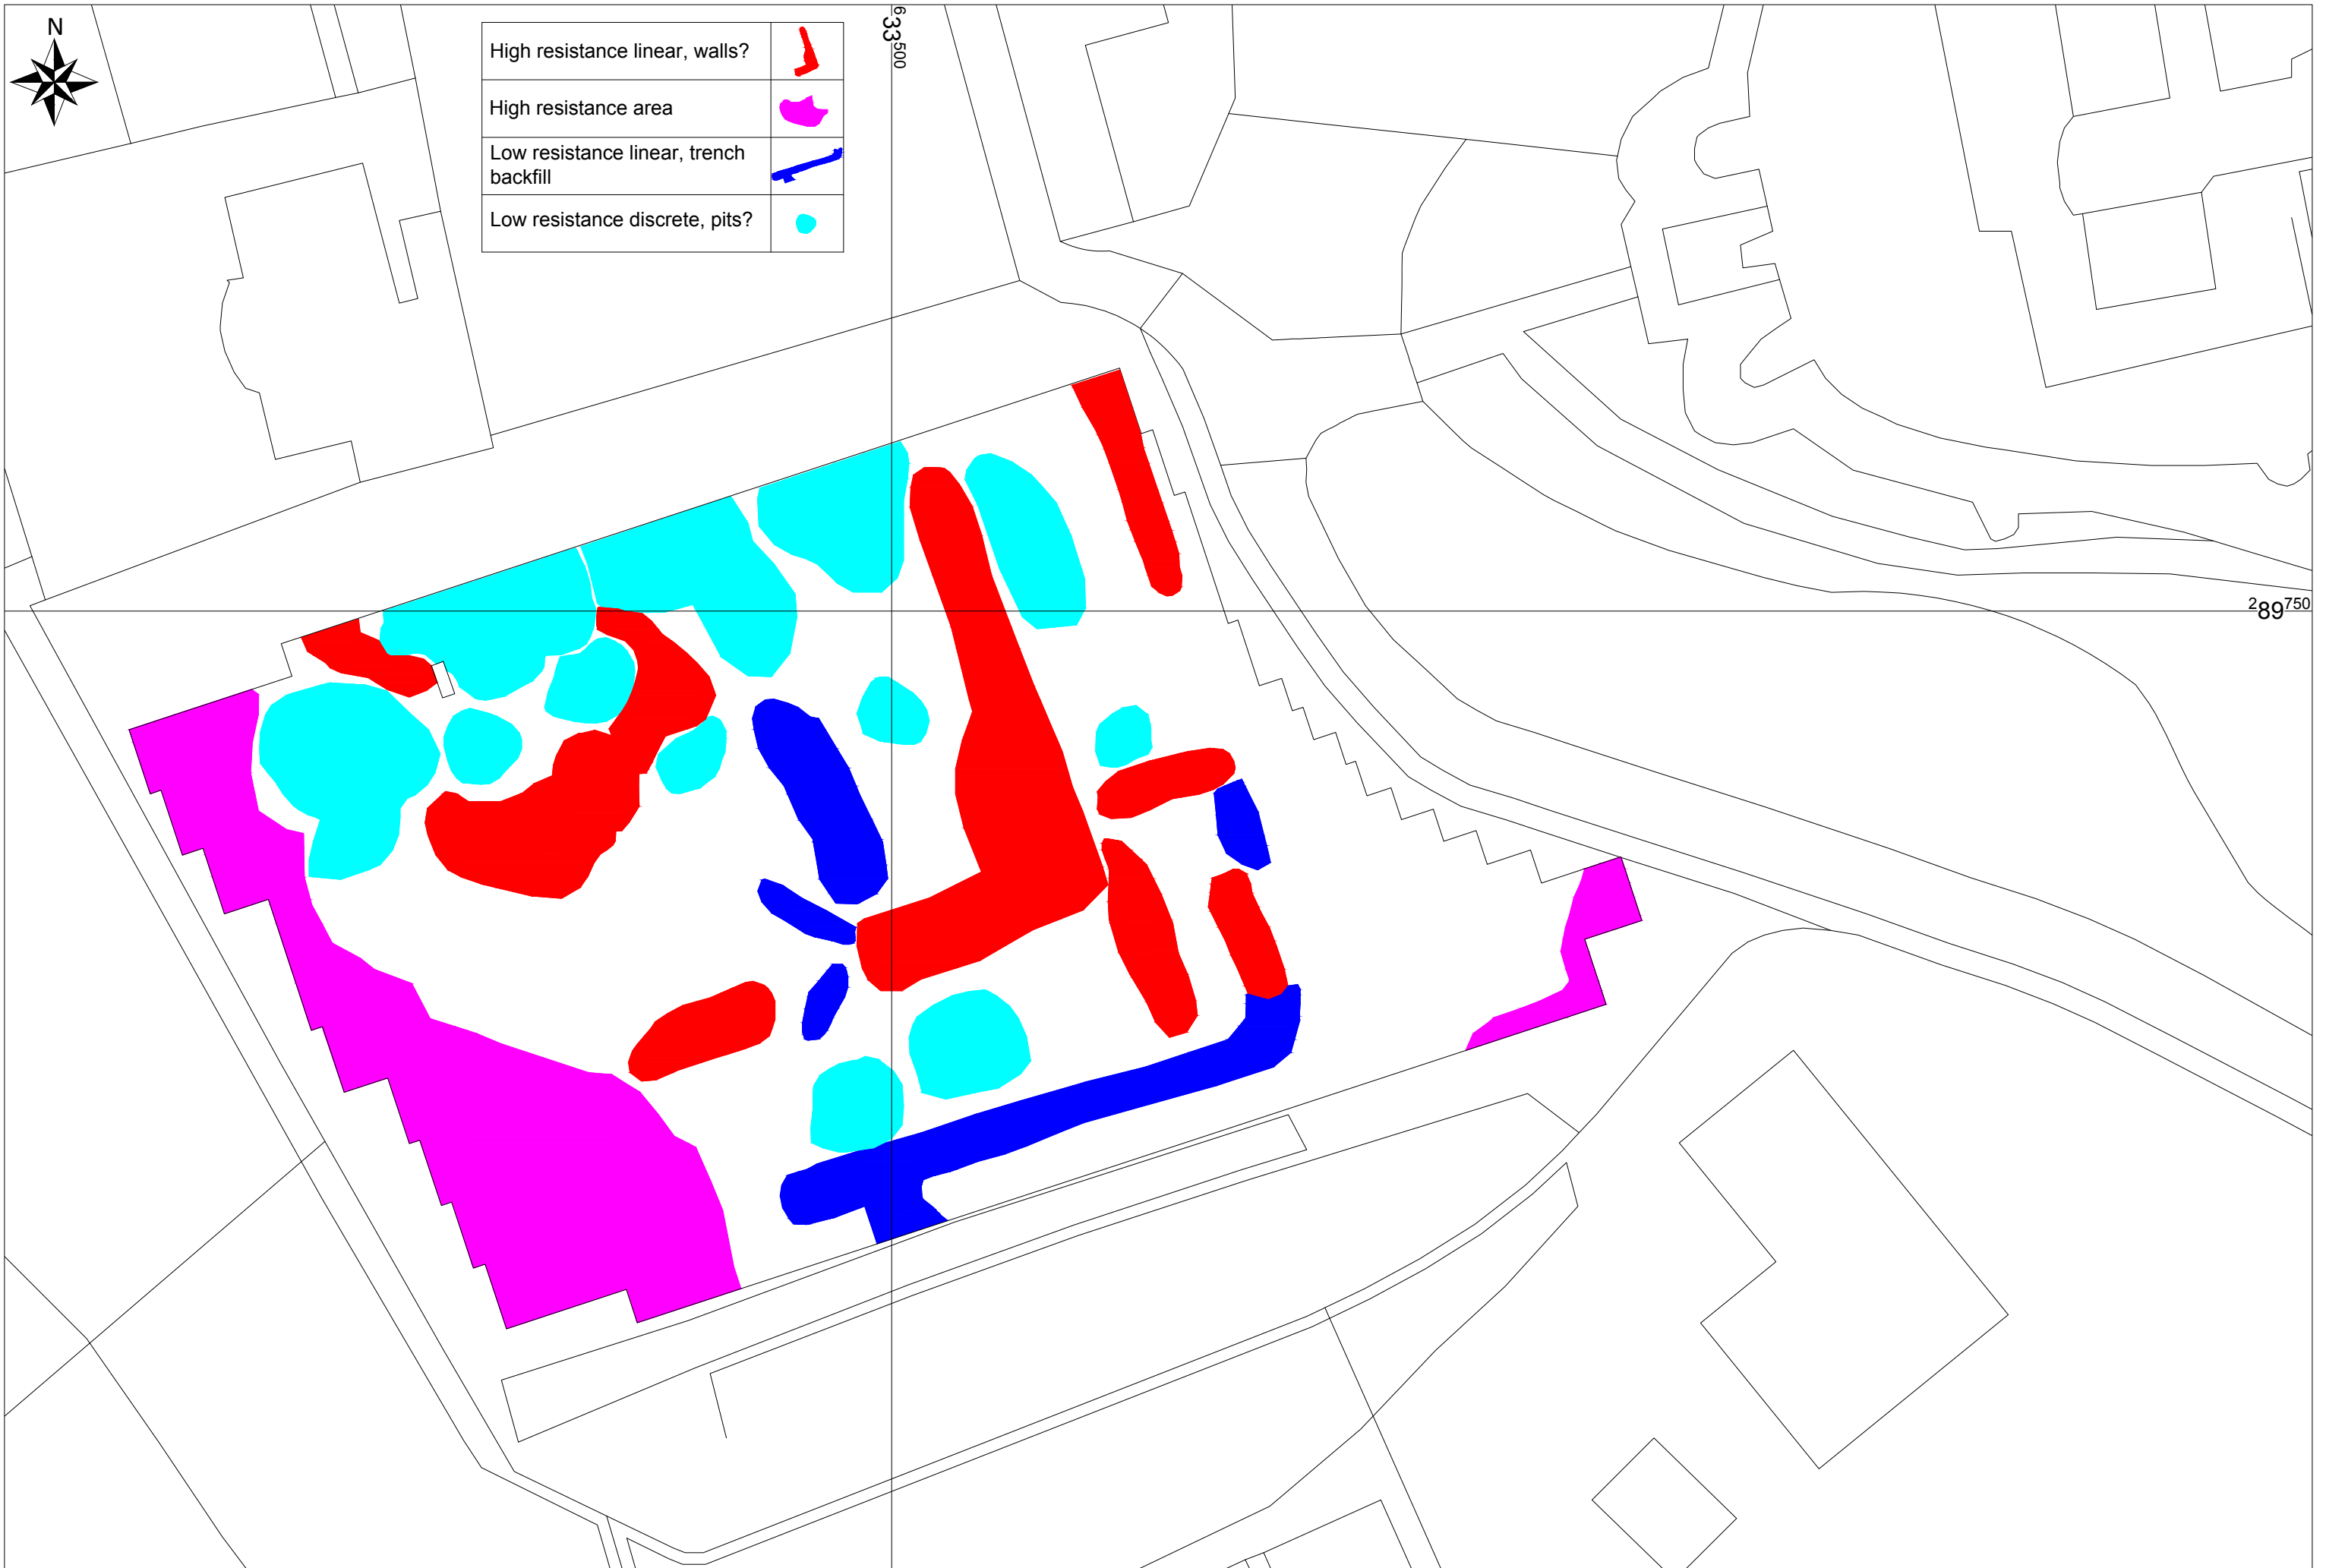 N
High resistance linear, walls?
High resistance area
Low resistance linear, trench
backfill
Low resistance discrete, pits?
633500
289750